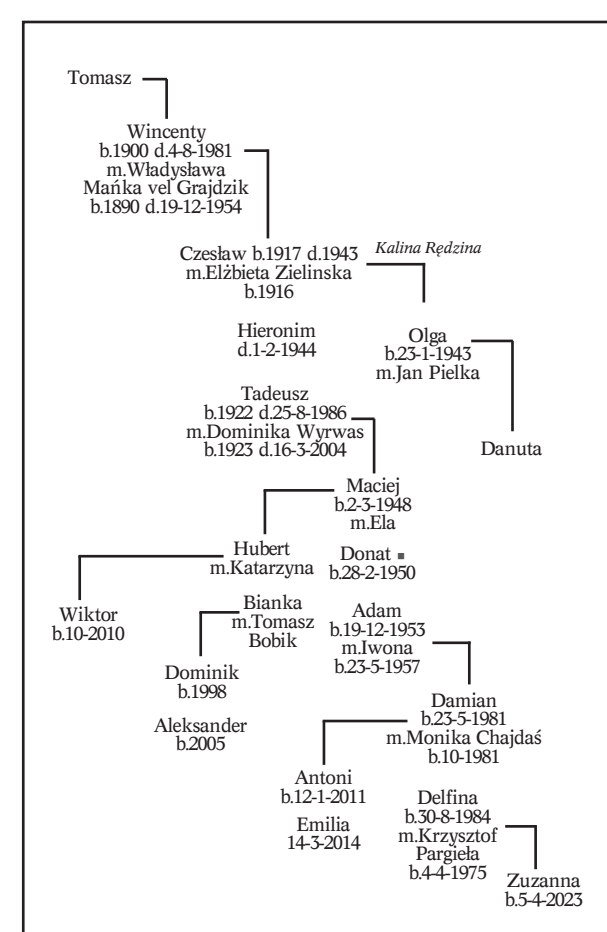 Tomasz
Wincenty
b.1900 d.4-8-1981
m.Władysława
Mańka vel Grajdzik
b.1890 d.19-12-1954
Czesław b.1917 d.1943
m.Elżbieta Zielinska
b.1916
Kalina Rędzina
Hieronim
d.1-2-1944
Olga
b.23-1-1943
m.Jan Pielka
Danuta
Tadeusz
b.1922 d.25-8-1986
m.Dominika Wyrwas
b.1923 d.16-3-2004
Maciej
b.2-3-1948
m.Ela
Hubert
m.Katarzyna
Wiktor
b.10-2010
Donat
b.28-2-1950
Bianka
m.Tomasz
Bobik
Dominik
b.1998
Aleksander
b.2005
Adam
b.19-12-1953
m.Iwona
b.23-5-1957
Damian
b.23-5-1981
m.Monika Chajdaś
b.10-1981
Antoni
b.12-1-2011
Emilia
14-3-2014
Delfina
b.30-8-1984
m.Krzysztof
Pargieła
b.4-4-1975
Zuzanna
b.5-4-2023